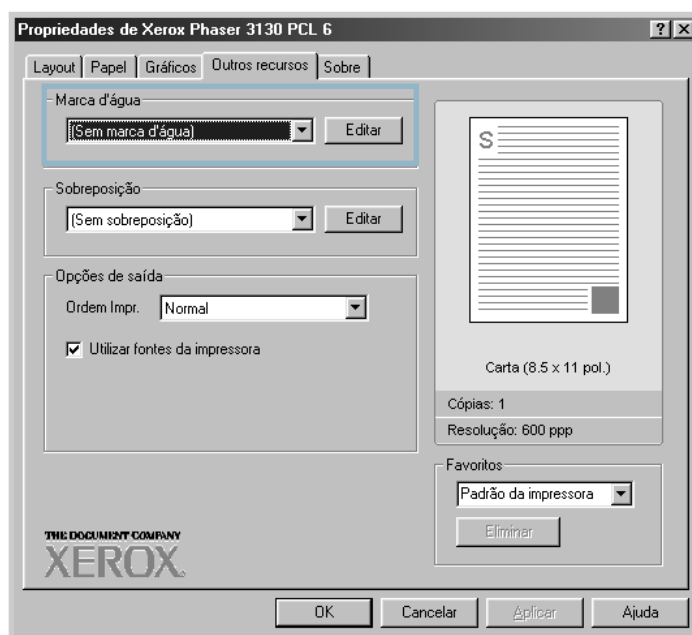 Propriedades de Xerox Phaser 3130 PCL 6
Layout Papel Gráficos Outros recursos Sobre
Marca d'água
(Sem marca d'água) Editar
Sobreposição
(Sem sobreposição) Editar
Opções de saída
Ordem Impr. Normal
Utilizar fontes da impressora
S
Carta (8.5 x 11 pol.)
Cópias: 1
Resolução: 600 ppp
Favoritos
Padrão da impressora
Eliminar
THE DOCUMENT COMPANY
XEROX
OK Cancelar Aplicar Ajuda